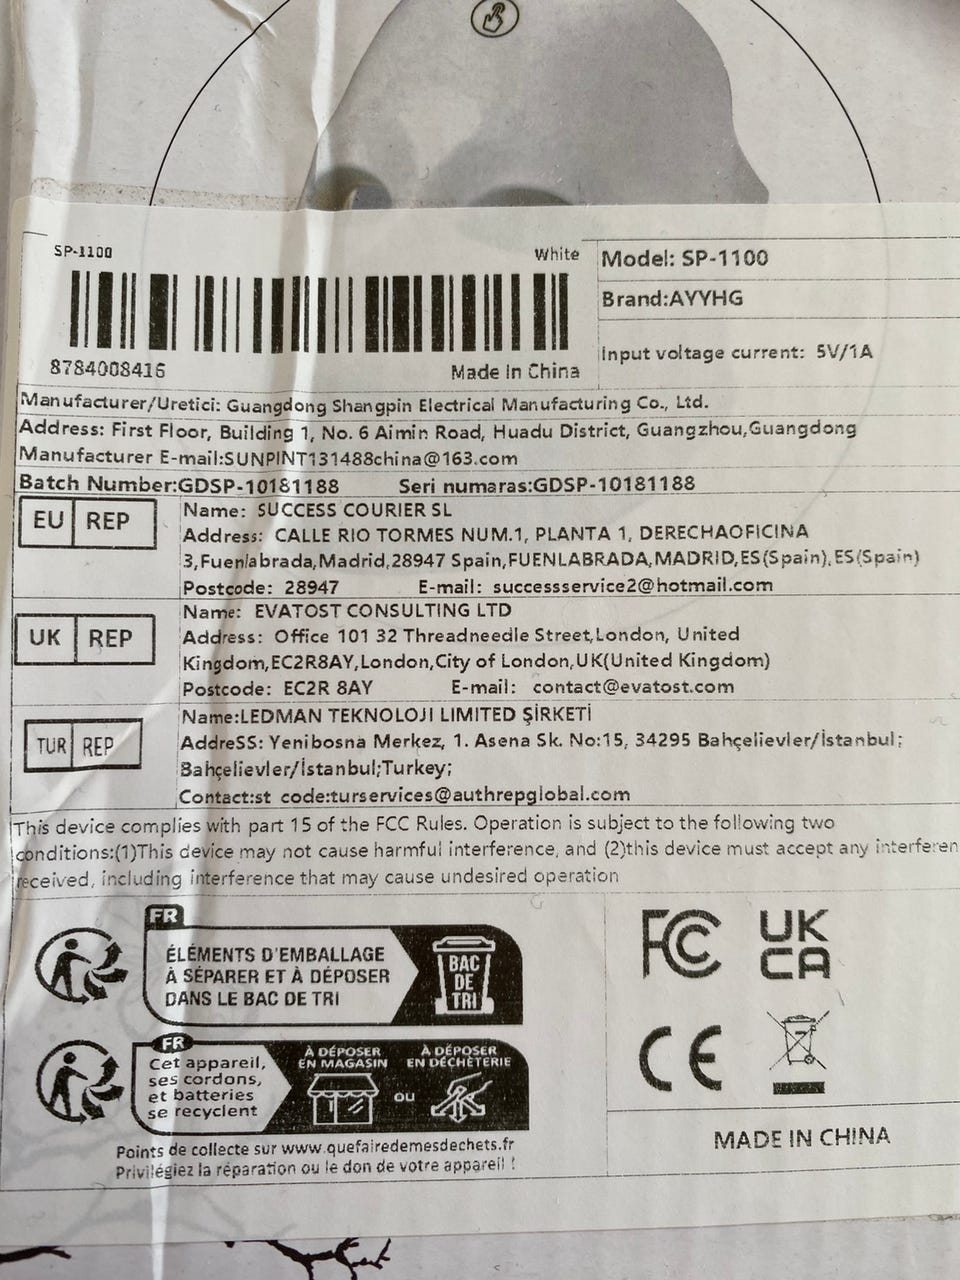 SP-1100
White
8784008416
Made in China
Model: SP-1100
Brand:AYYHG
Input voltage current: 5V/1A
Manufacturer/Uretici: Guangdong Shangpin Electrical Manufacturing Co., Ltd.
Address: First Floor, Building 1, No. 6 Aimin Road, Huadu District, Guangzhou,Guangdong
Manufacturer E-mail:SUNPINT131488china@163.com
Batch Number:GDSP-10181188 Seri numaras:GDSP-10181188
EU REP
Name: SUCCESS COURIER SL
Address: CALLE RIO TORMES NUM.1, PLANTA 1, DERECHAOFICINA
3,Fuenlabrada,Madrid,28947 Spain,FUENLABRADA,MADRID,ES(Spain),ES(Spain)
Postcode: 28947 E-mail: successservice2@hotmail.com
UK REP
Name: EVATOST CONSULTING LTD
Address: Office 101 32 Threadneedle Street,London, United
Kingdom,EC2R8AY,London,City of London,UK(United Kingdom)
Postcode: EC2R 8AY E-mail: contact@evatost.com
TUR REP
Name:LEDMAN TEKNOLOJI LIMITED ŞİRKETİ
AddreSS: Yenibosna Merkez, 1. Asena Sk. No:15, 34295 Bahçelievler/İstanbul;
Bahçelievler/İstanbul;Turkey;
Contact:st code:turservices@authrepglobal.com
This device complies with part 15 of the FCC Rules. Operation is subject to the following two
conditions:(1)This device may not cause harmful interference, and (2)this device must accept any interferen
received, including interference that may cause undesired operation
FR
ÉLÉMENTS D'EMBALLAGE
À SÉPARER ET À DÉPOSER
DANS LE BAC DE TRI
BAC
DE
TRI
FR
Cet appareil,
ses cordons,
et batteries
se recyclent
À DÉPOSER
EN MAGASIN
OU
À DÉPOSER
EN DÉCHÈTERIE
Points de collecte sur www.quefairedemesdechets.fr
Privilégiez la réparation ou le don de votre appareil !
FC
UK
CA
CE
MADE IN CHINA